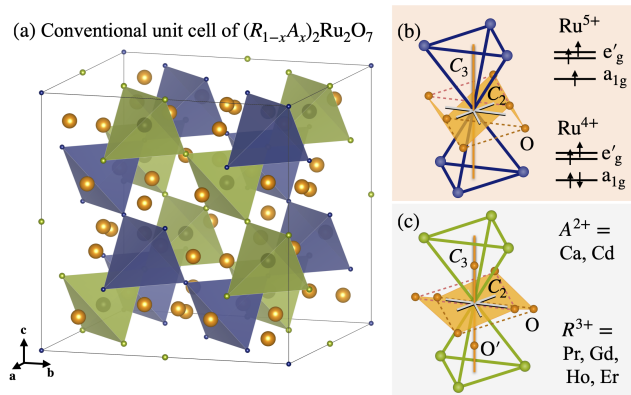 (a) Conventional unit cell of (R₁₋ₓAₓ)₂Ru₂O₇
c
a
b
(b)
C₃
C₂
O
Ru⁵⁺
e′g
a₁g
Ru⁴⁺
e′g
a₁g
(c)
C₃
C₂
O
O′
A²⁺ =
Ca, Cd
R³⁺ =
Pr, Gd,
Ho, Er